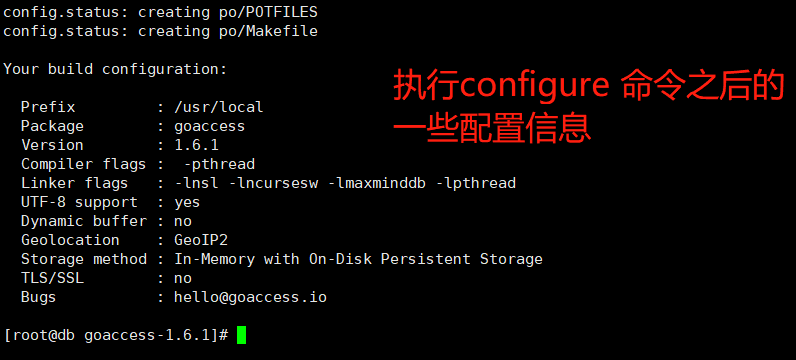 config.status: creating po/POTFILES
config.status: creating po/Makefile
Your build configuration:
执行configure 命令之后的
一些配置信息
Prefix : /usr/local
Package : goaccess
Version : 1.6.1
Compiler flags : -pthread
Linker flags : -lnsl -lncursesw -lmaxminddb -lpthread
UTF-8 support : yes
Dynamic buffer : no
Geolocation : GeoIP2
Storage method : In-Memory with On-Disk Persistent Storage
TLS/SSL : no
Bugs : hello@goaccess.io
[root@db goaccess-1.6.1]#